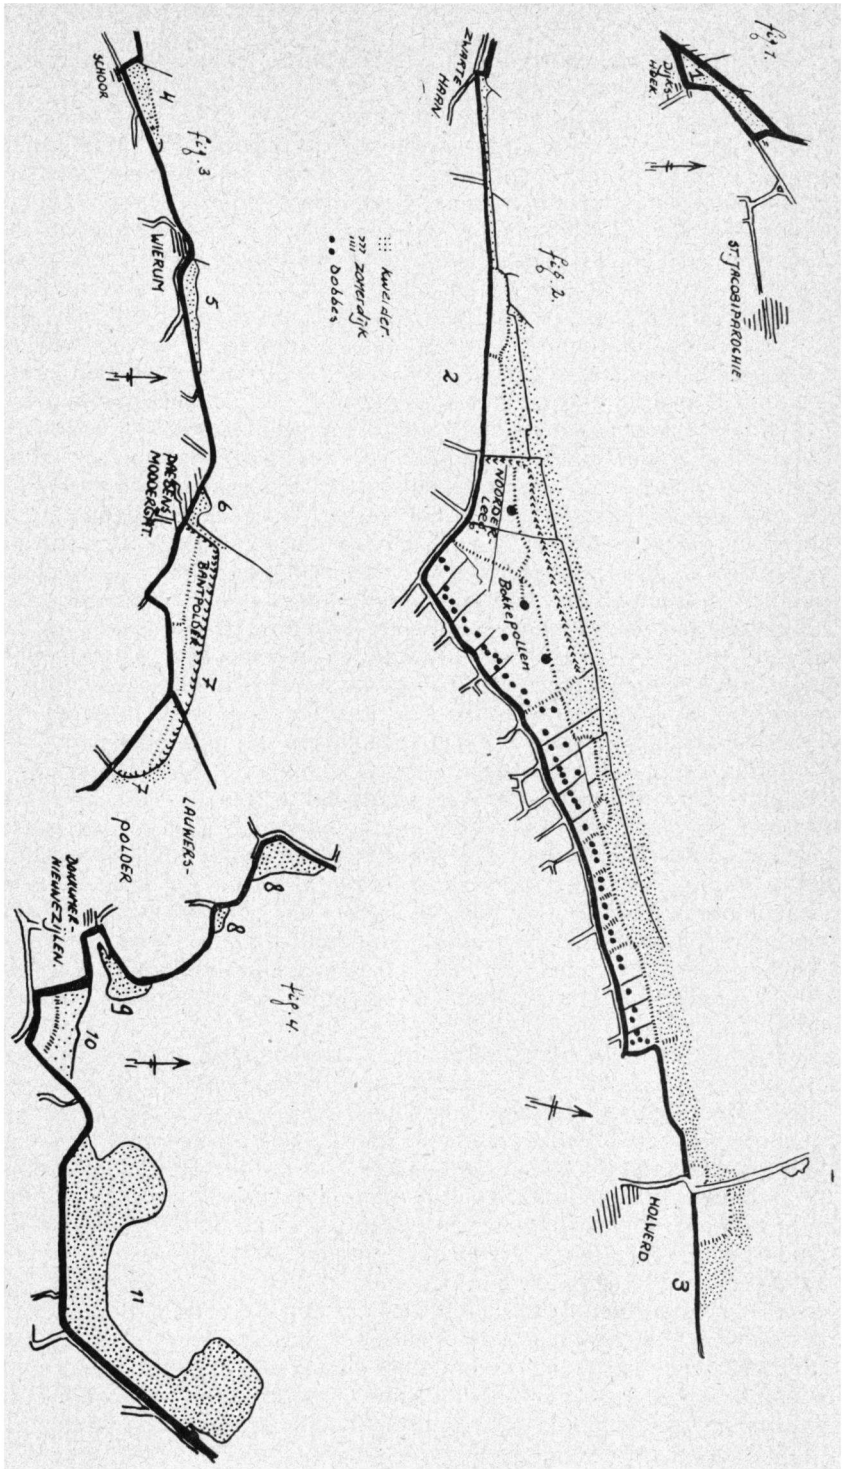 fig. 1.
1
DIJKS-
HOEK.
ST. JACOBIPAROCHIE.
fig. 2.
ZWARTE
HAAN.
2
NOORDER-
LEEG
Bokkepollen
HOLWERD
3
kwelder.
zomerdijk
dobbes
fig. 3
SCHOOR
4
WIERUM
5
PAESENS
MODDERGAT
6
BANTPOLDER
7
7
fig. 4.
LAUWERS-
POLDER
8
8
DOKKUMER-
NIEUWEZIJLEN.
9
10
11